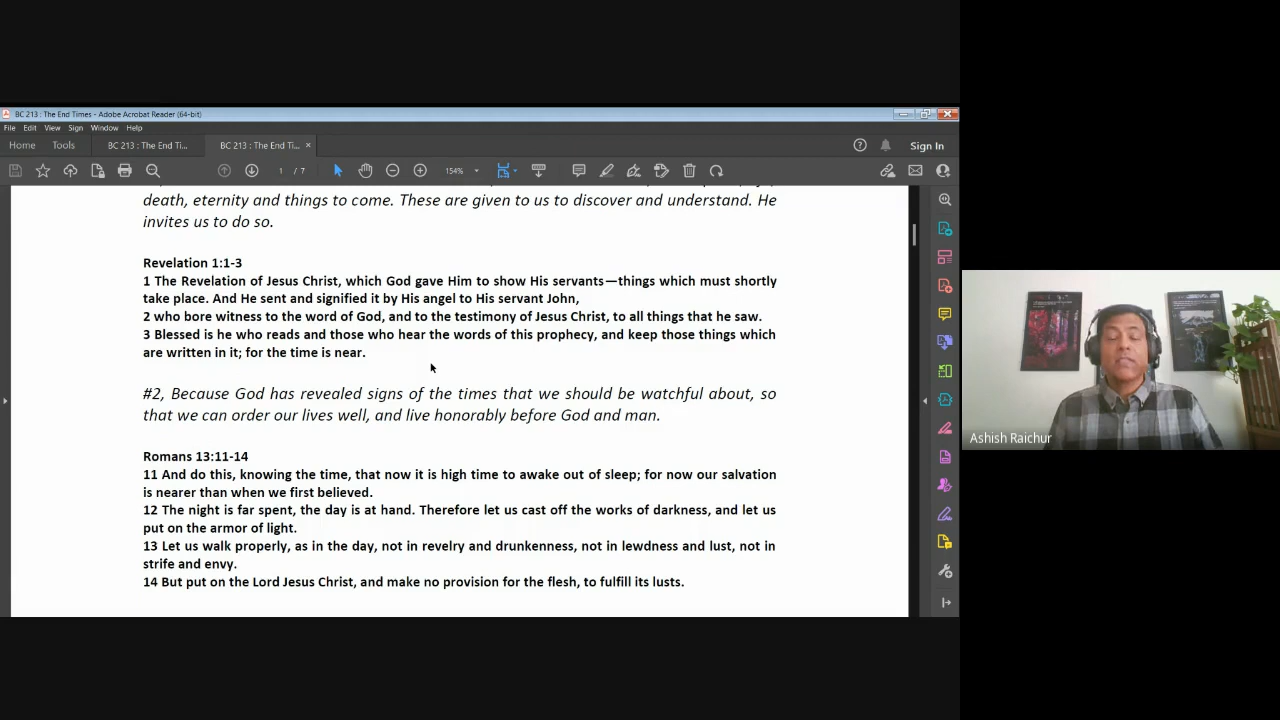 BC 213 : The End Times - Adobe Acrobat Reader (64-bit)
File Edit View Sign Window Help
Home Tools BC 213 : The End Ti... BC 213 : The End Ti... × Sign In
1 / 7 154%
death, eternity and things to come. These are given to us to discover and understand. He
invites us to do so.
Revelation 1:1-3
1 The Revelation of Jesus Christ, which God gave Him to show His servants—things which must shortly
take place. And He sent and signified it by His angel to His servant John,
2 who bore witness to the word of God, and to the testimony of Jesus Christ, to all things that he saw.
3 Blessed is he who reads and those who hear the words of this prophecy, and keep those things which
are written in it; for the time is near.
#2, Because God has revealed signs of the times that we should be watchful about, so
that we can order our lives well, and live honorably before God and man.
Romans 13:11-14
11 And do this, knowing the time, that now it is high time to awake out of sleep; for now our salvation
is nearer than when we first believed.
12 The night is far spent, the day is at hand. Therefore let us cast off the works of darkness, and let us
put on the armor of light.
13 Let us walk properly, as in the day, not in revelry and drunkenness, not in lewdness and lust, not in
strife and envy.
14 But put on the Lord Jesus Christ, and make no provision for the flesh, to fulfill its lusts.
Ashish Raichur